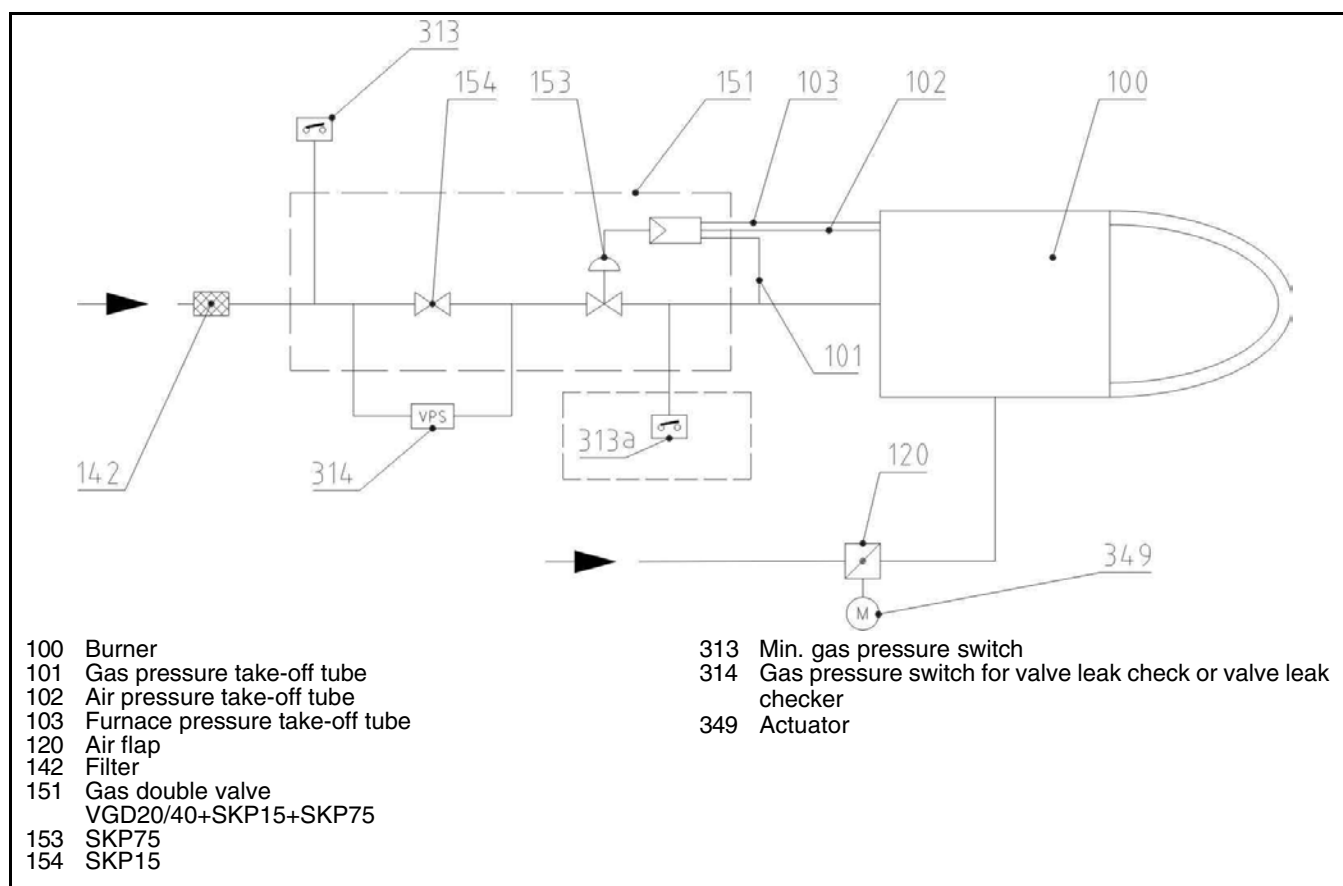 313
154
153
151
103
102
100
101
VPS
313a
142
314
120
349
M
100 Burner
101 Gas pressure take-off tube
102 Air pressure take-off tube
103 Furnace pressure take-off tube
120 Air flap
142 Filter
151 Gas double valve
VGD20/40+SKP15+SKP75
153 SKP75
154 SKP15
313 Min. gas pressure switch
314 Gas pressure switch for valve leak check or valve leak
checker
349 Actuator